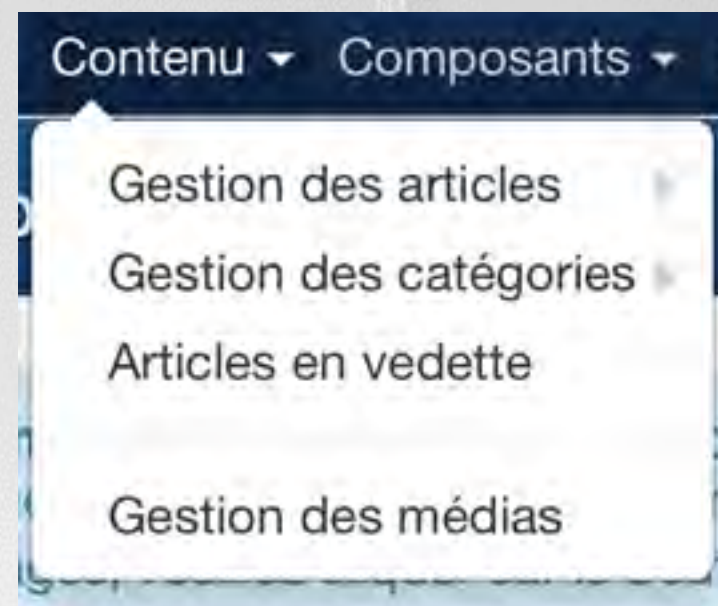 Contenu Composants
Gestion des articles
Gestion des catégories
Articles en vedette
Gestion des médias